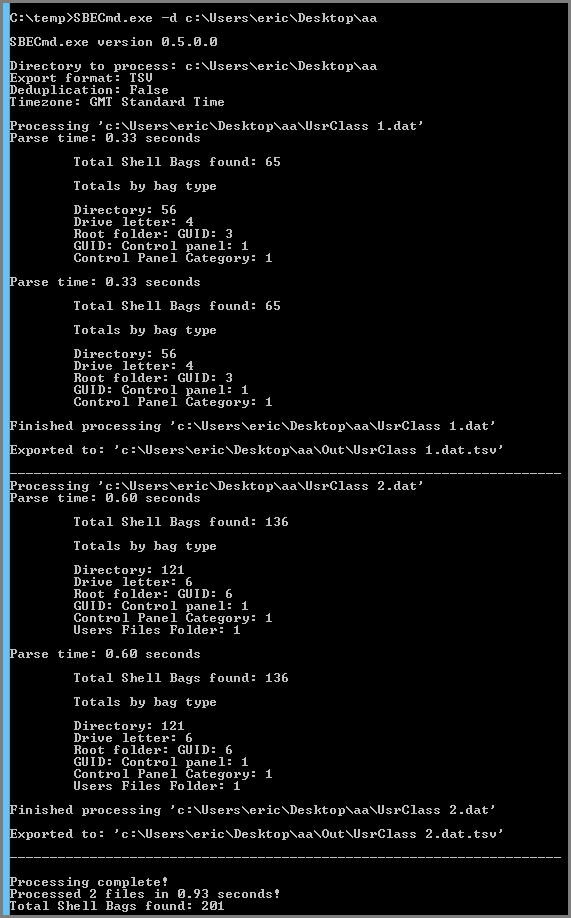 C:\temp>SBECmd.exe -d c:\Users\eric\Desktop\aa
SBECmd.exe version 0.5.0.0
Directory to process: c:\Users\eric\Desktop\aa
Export format: TSV
Deduplication: False
Timezone: GMT Standard Time
Processing 'c:\Users\eric\Desktop\aa\UsrClass 1.dat'
Parse time: 0.33 seconds
Total Shell Bags found: 65
Totals by bag type
Directory: 56
Drive letter: 4
Root folder: GUID: 3
GUID: Control panel: 1
Control Panel Category: 1
Parse time: 0.33 seconds
Total Shell Bags found: 65
Totals by bag type
Directory: 56
Drive letter: 4
Root folder: GUID: 3
GUID: Control panel: 1
Control Panel Category: 1
Finished processing 'c:\Users\eric\Desktop\aa\UsrClass 1.dat'
Exported to: 'c:\Users\eric\Desktop\aa\Out\UsrClass 1.dat.tsv'
Processing 'c:\Users\eric\Desktop\aa\UsrClass 2.dat'
Parse time: 0.60 seconds
Total Shell Bags found: 136
Totals by bag type
Directory: 121
Drive letter: 6
Root folder: GUID: 6
GUID: Control panel: 1
Control Panel Category: 1
Users Files Folder: 1
Parse time: 0.60 seconds
Total Shell Bags found: 136
Totals by bag type
Directory: 121
Drive letter: 6
Root folder: GUID: 6
GUID: Control panel: 1
Control Panel Category: 1
Users Files Folder: 1
Finished processing 'c:\Users\eric\Desktop\aa\UsrClass 2.dat'
Exported to: 'c:\Users\eric\Desktop\aa\Out\UsrClass 2.dat.tsv'
Processing complete!
Processed 2 files in 0.93 seconds!
Total Shell Bags found: 201